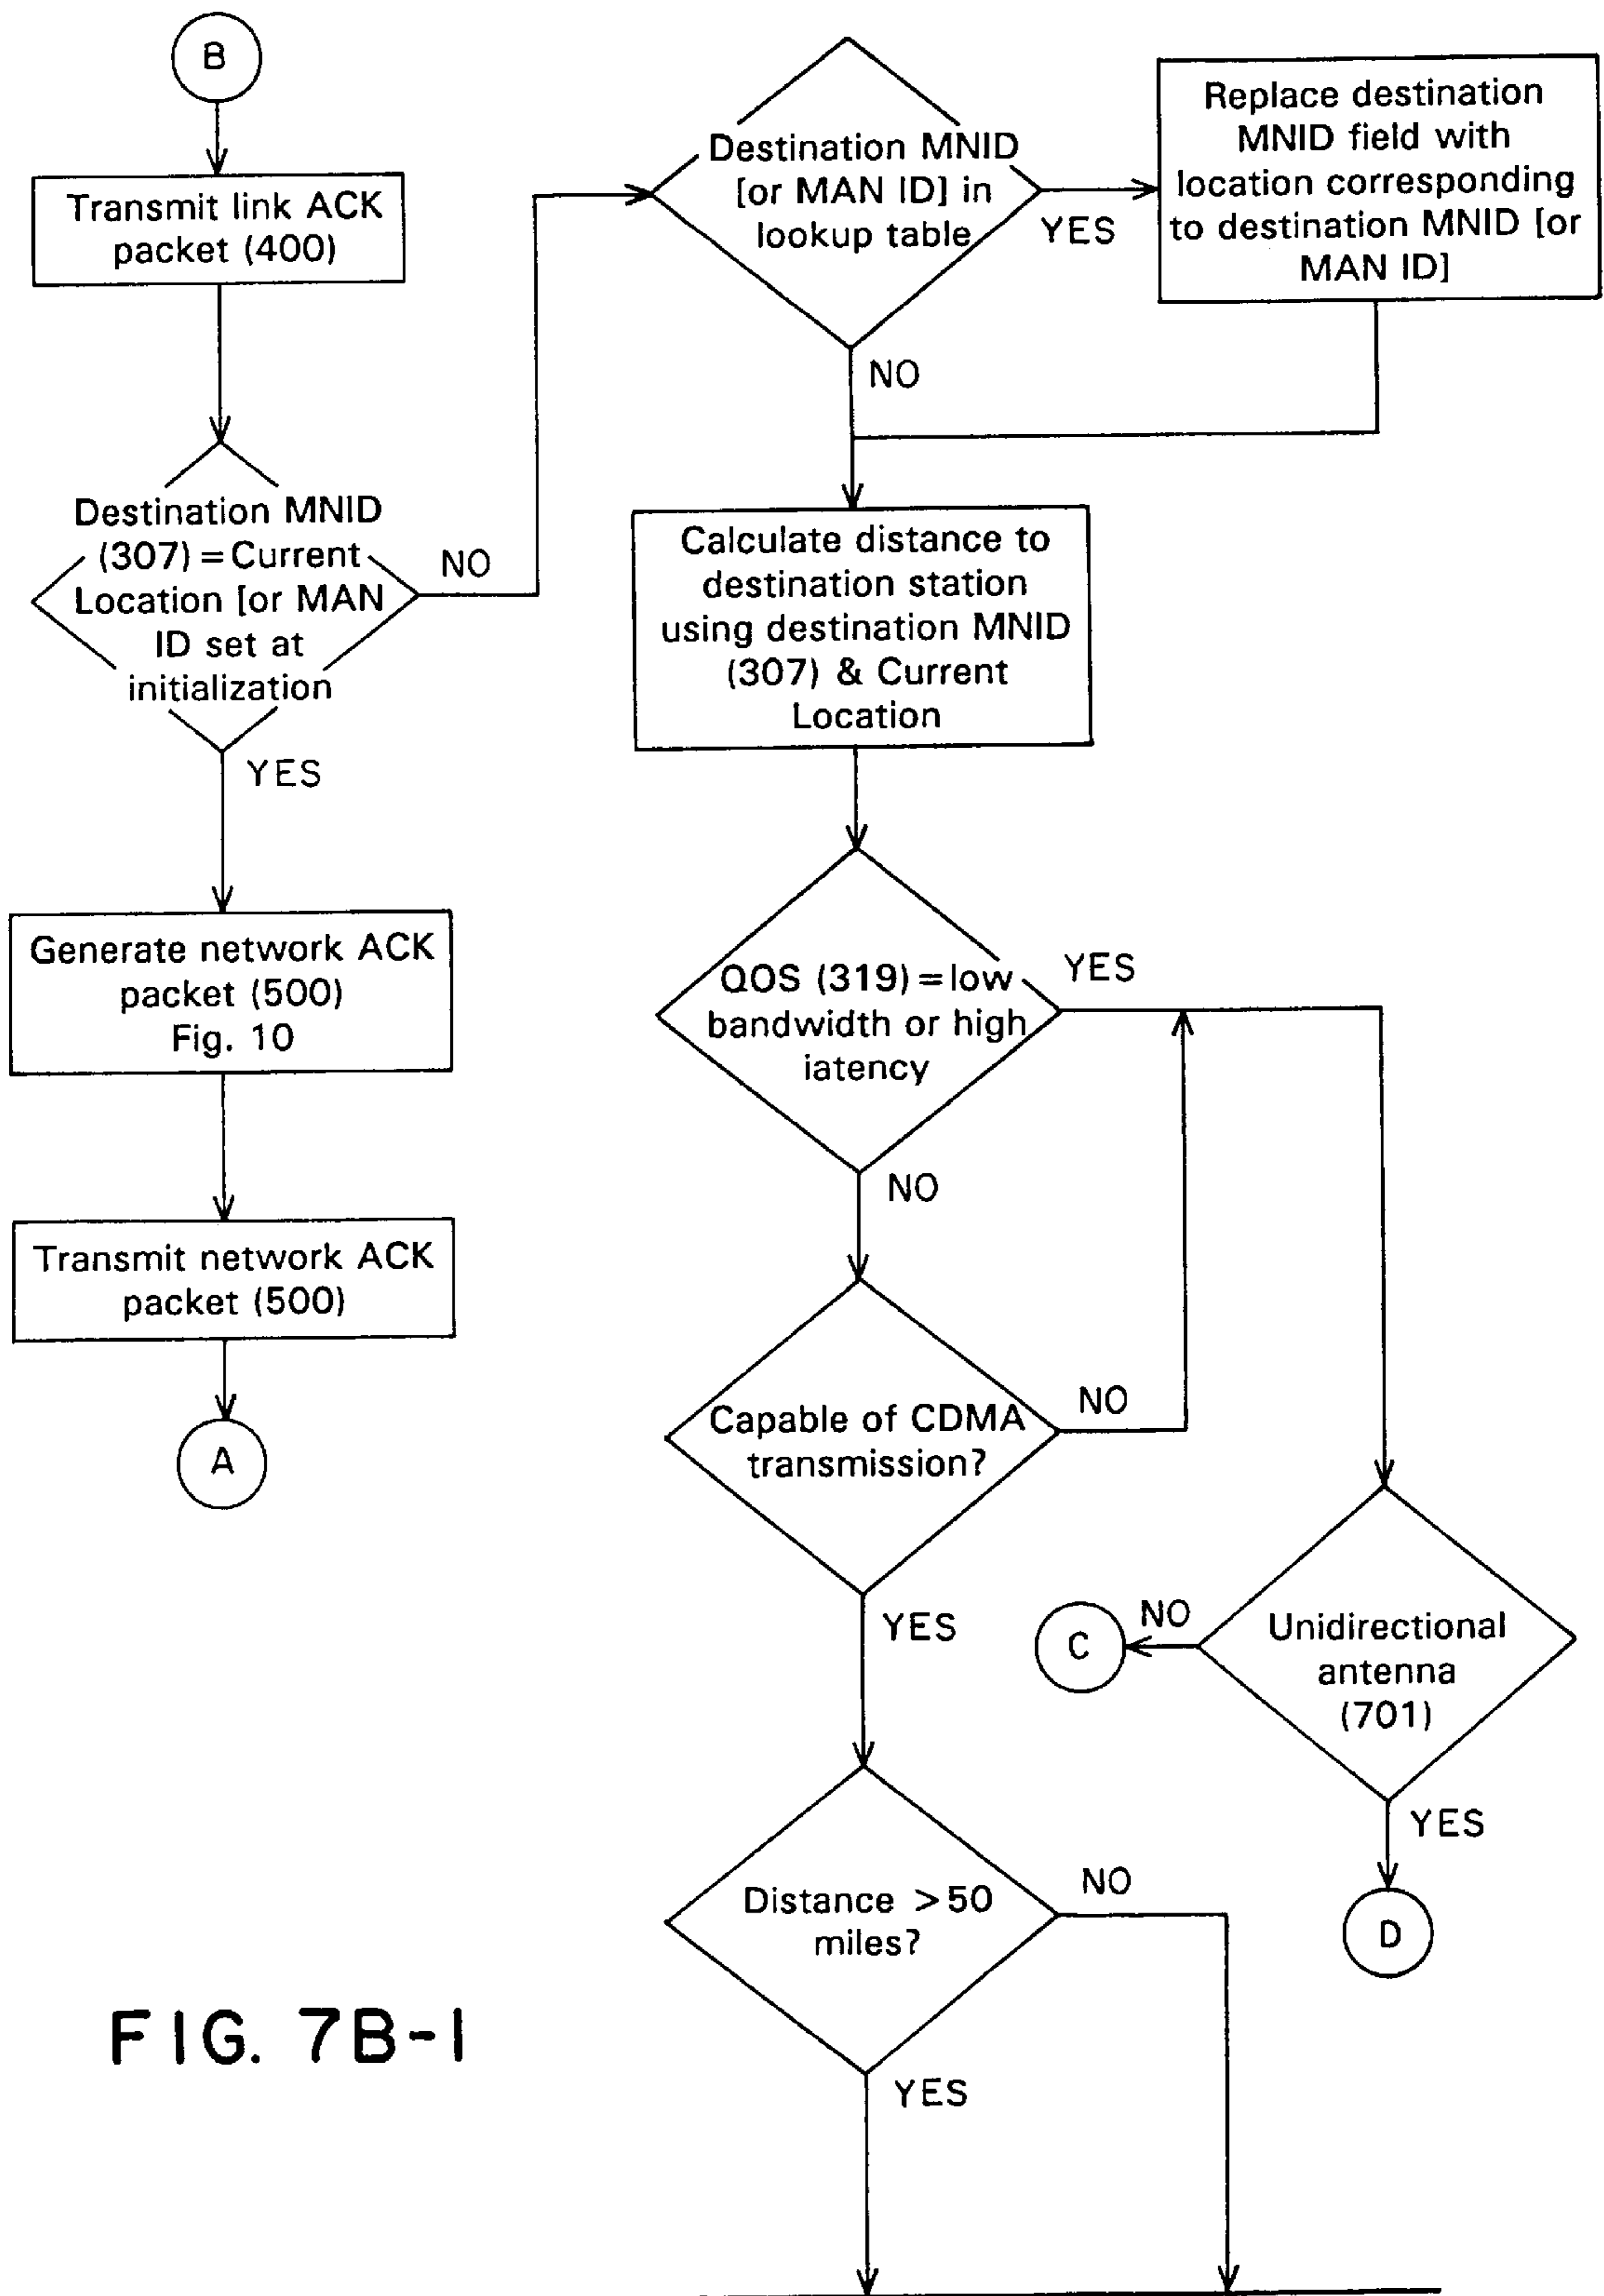 B
Transmit link ACK
packet (400)
Destination MNID
(307) = Current
Location [or MAN
ID set at
initialization
NO
YES
Generate network ACK
packet (500)
Fig. 10
Transmit network ACK
packet (500)
A
Destination MNID
[or MAN ID] in
lookup table
YES
NO
Replace destination
MNID field with
location corresponding
to destination MNID [or
MAN ID]
Calculate distance to
destination station
using destination MNID
(307) & Current
Location
QOS (319) = low
bandwidth or high
iatency
YES
NO
Capable of CDMA
transmission?
NO
YES
Unidirectional
antenna
(701)
NO
C
YES
D
Distance >50
miles?
NO
YES
FIG. 7B-1